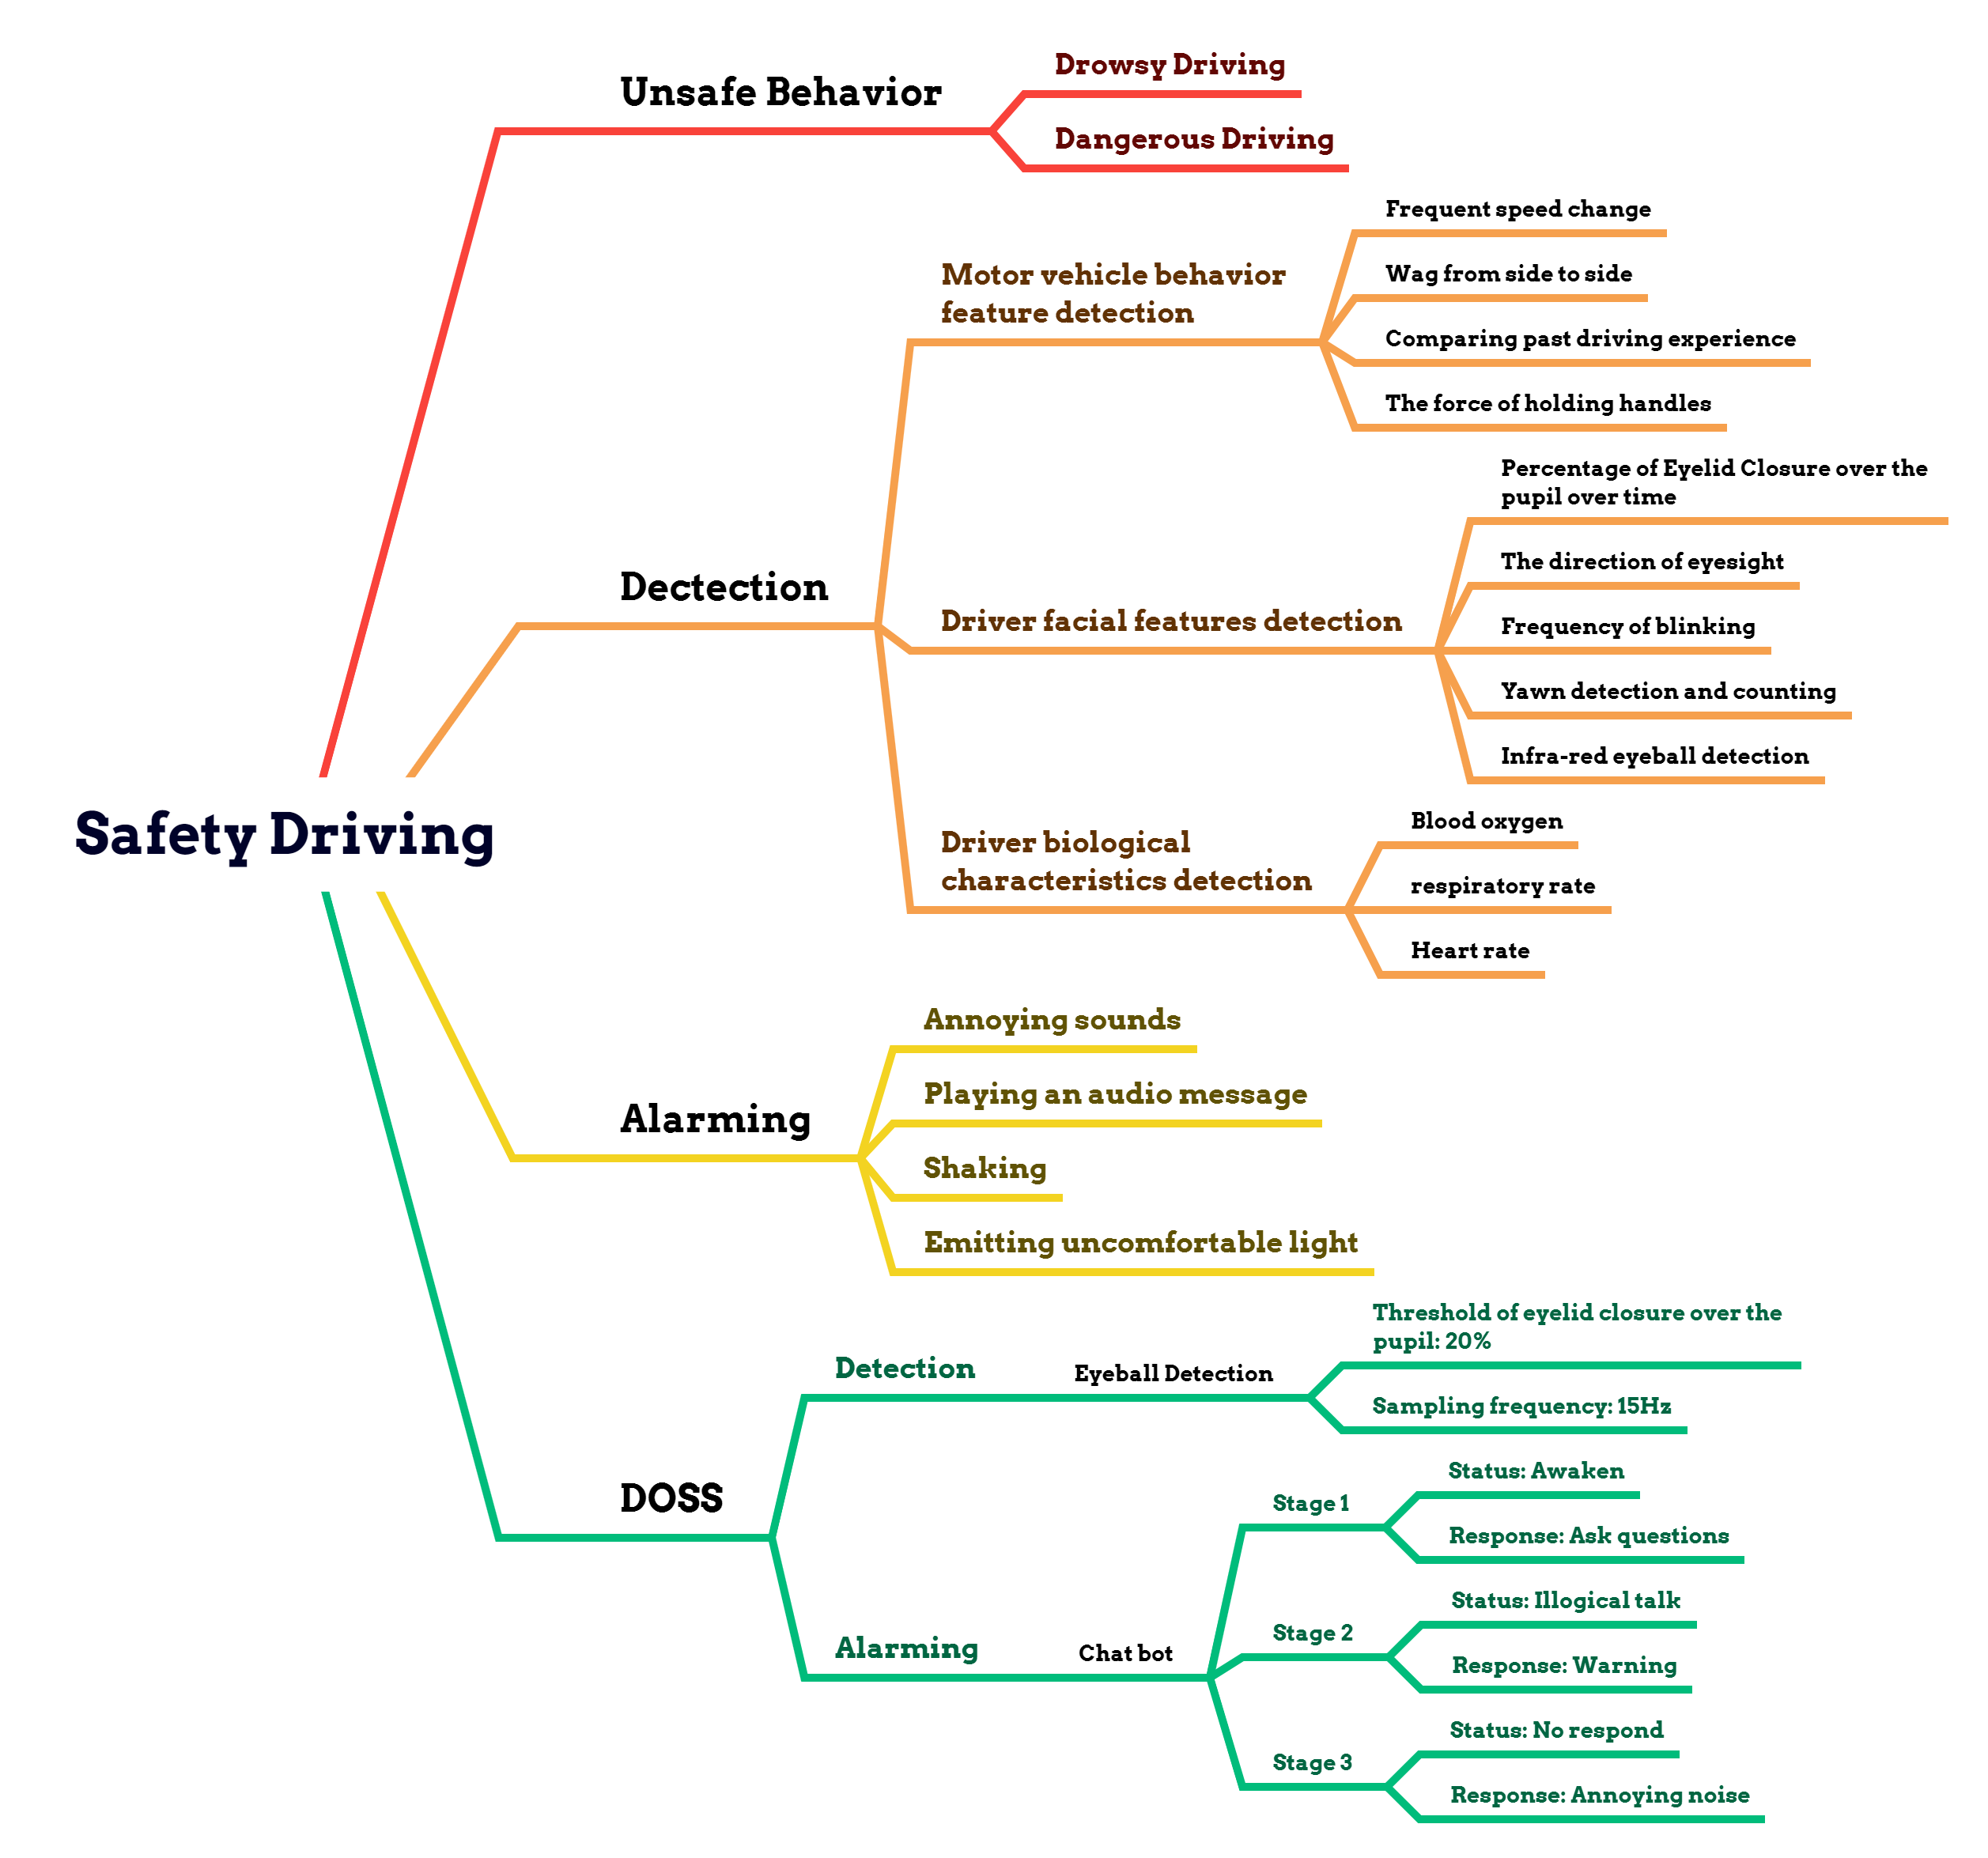 Safety Driving
Unsafe Behavior
Drowsy Driving
Dangerous Driving
Dectection
Motor vehicle behavior
feature detection
Frequent speed change
Wag from side to side
Comparing past driving experience
The force of holding handles
Driver facial features detection
Percentage of Eyelid Closure over the
pupil over time
The direction of eyesight
Frequency of blinking
Yawn detection and counting
Infra-red eyeball detection
Driver biological
characteristics detection
Blood oxygen
respiratory rate
Heart rate
Alarming
Annoying sounds
Playing an audio message
Shaking
Emitting uncomfortable light
DOSS
Detection
Eyeball Detection
Threshold of eyelid closure over the
pupil: 20%
Sampling frequency: 15Hz
Alarming
Chat bot
Stage 1
Status: Awaken
Response: Ask questions
Stage 2
Status: Illogical talk
Response: Warning
Stage 3
Status: No respond
Response: Annoying noise